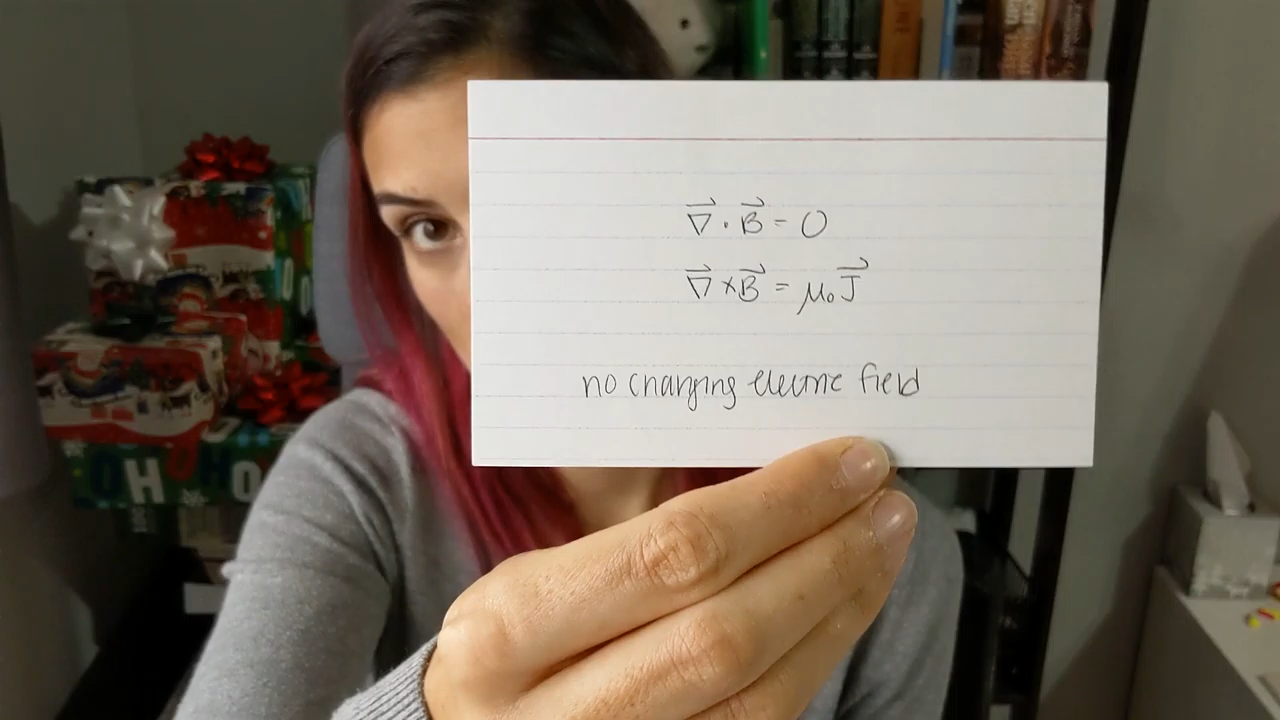 ∇⃗ · B⃗ = 0
∇⃗ × B⃗ = μ₀ J⃗
no changing electric field